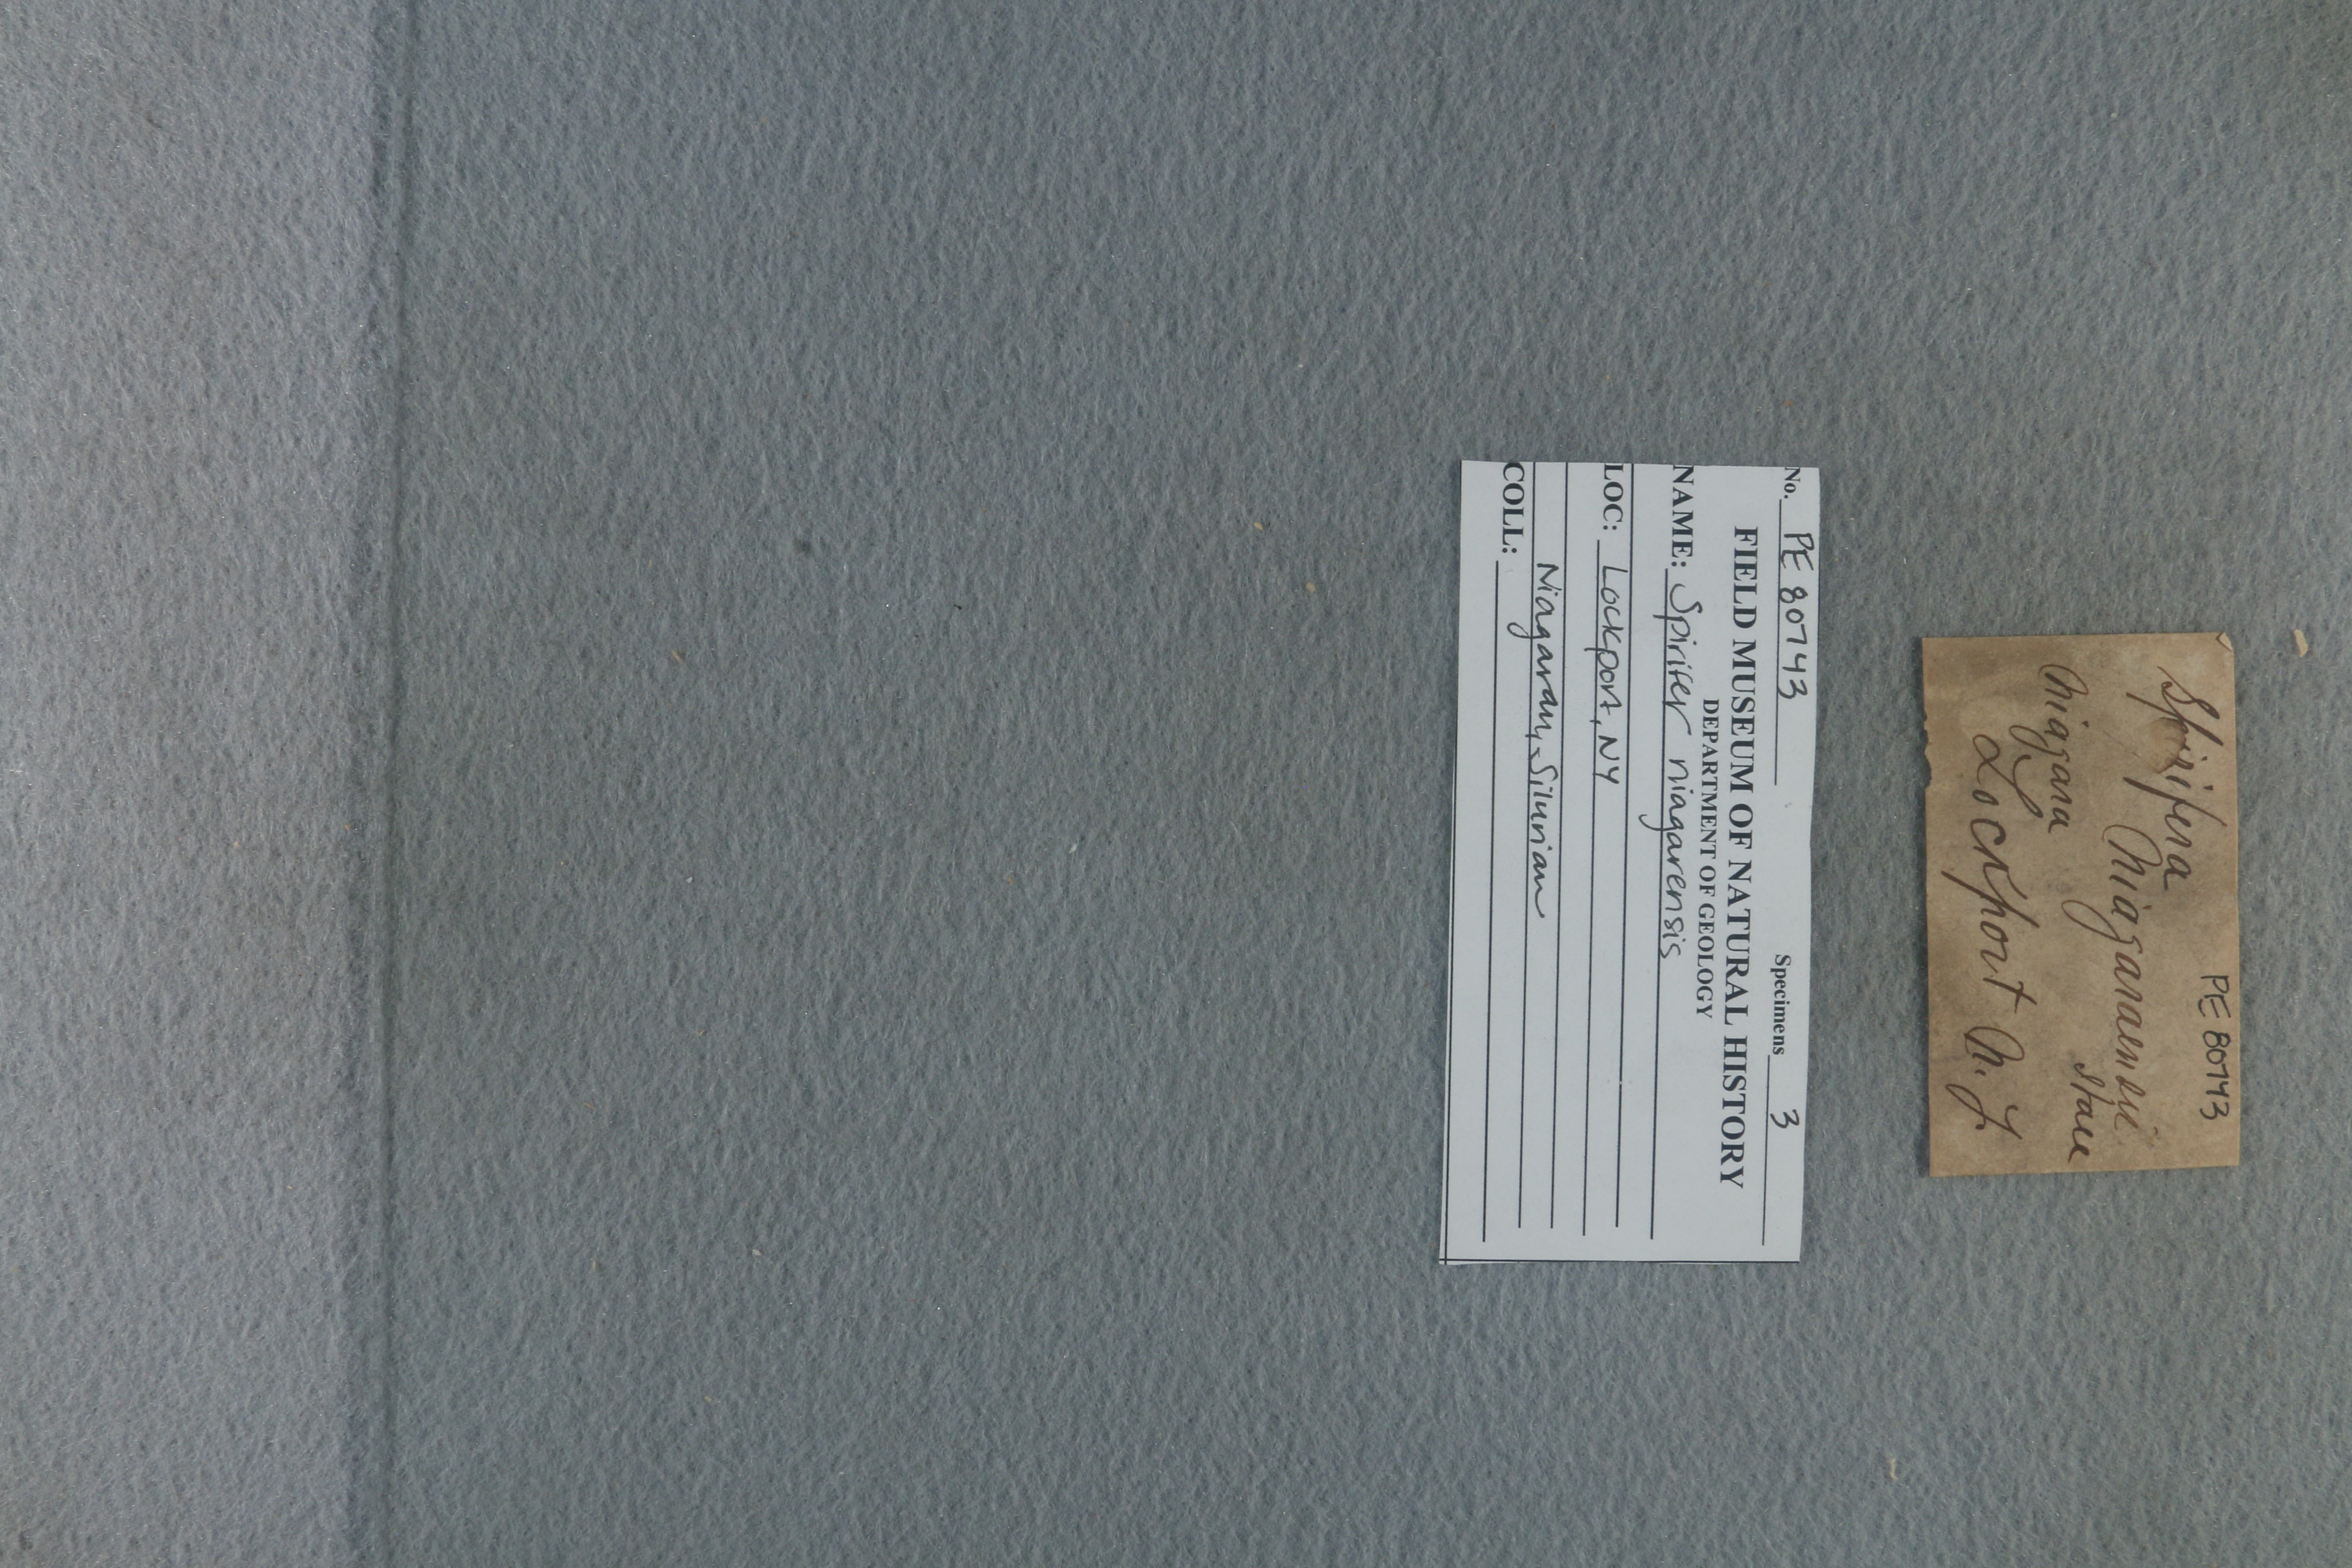 No. PE 80743 Specimens 3
FIELD MUSEUM OF NATURAL HISTORY
DEPARTMENT OF GEOLOGY
NAME: Spirifer niagarensis
LOC: Lockport, NY
Niagaran, Silurian
COLL:
PE 80743
Spirifera
Niagaraensis
Niagara
Lockport N.Y